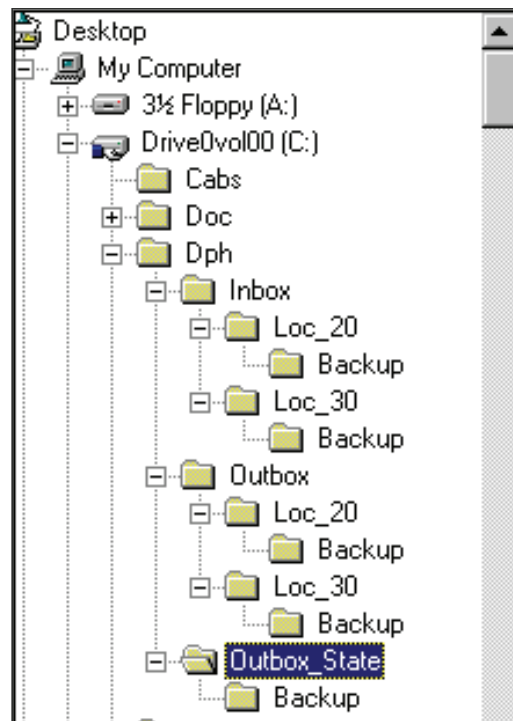 Desktop
My Computer
3½ Floppy (A:)
Drive0vol00 (C:)
Cabs
Doc
Dph
Inbox
Loc_20
Backup
Loc_30
Backup
Outbox
Loc_20
Backup
Loc_30
Backup
Outbox_State
Backup